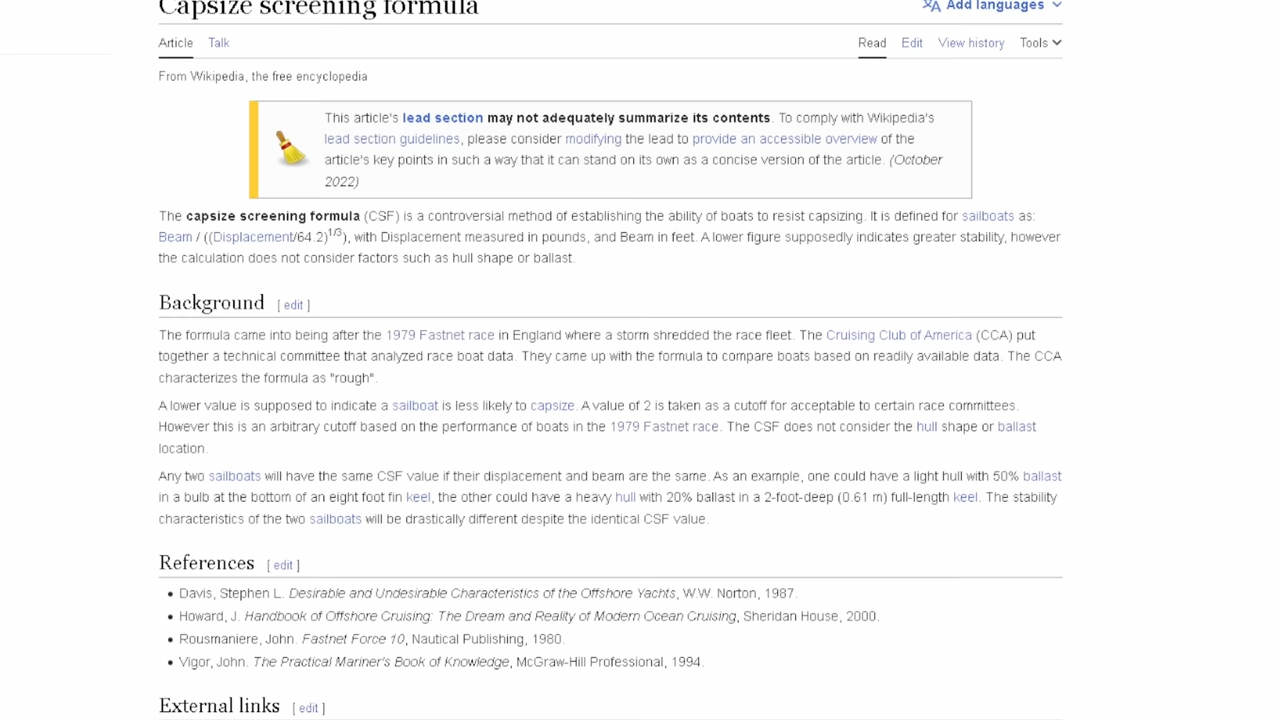 Capsize screening formula
Add languages
Article Talk Read Edit View history Tools
From Wikipedia, the free encyclopedia
This article's lead section may not adequately summarize its contents. To comply with Wikipedia's
lead section guidelines, please consider modifying the lead to provide an accessible overview of the
article's key points in such a way that it can stand on its own as a concise version of the article. (October
2022)
The capsize screening formula (CSF) is a controversial method of establishing the ability of boats to resist capsizing. It is defined for sailboats as:
Beam / ((Displacement/64.2)1/3), with Displacement measured in pounds, and Beam in feet. A lower figure supposedly indicates greater stability, however
the calculation does not consider factors such as hull shape or ballast.
Background [ edit ]
The formula came into being after the 1979 Fastnet race in England where a storm shredded the race fleet. The Cruising Club of America (CCA) put
together a technical committee that analyzed race boat data. They came up with the formula to compare boats based on readily available data. The CCA
characterizes the formula as "rough".
A lower value is supposed to indicate a sailboat is less likely to capsize. A value of 2 is taken as a cutoff for acceptable to certain race committees.
However this is an arbitrary cutoff based on the performance of boats in the 1979 Fastnet race. The CSF does not consider the hull shape or ballast
location.
Any two sailboats will have the same CSF value if their displacement and beam are the same. As an example, one could have a light hull with 50% ballast
in a bulb at the bottom of an eight foot fin keel, the other could have a heavy hull with 20% ballast in a 2-foot-deep (0.61 m) full-length keel. The stability
characteristics of the two sailboats will be drastically different despite the identical CSF value.
References [ edit ]
• Davis, Stephen L. Desirable and Undesirable Characteristics of the Offshore Yachts, W.W. Norton, 1987.
• Howard, J. Handbook of Offshore Cruising: The Dream and Reality of Modern Ocean Cruising, Sheridan House, 2000.
• Rousmaniere, John. Fastnet Force 10, Nautical Publishing, 1980.
• Vigor, John. The Practical Mariner's Book of Knowledge, McGraw-Hill Professional, 1994.
External links [ edit ]